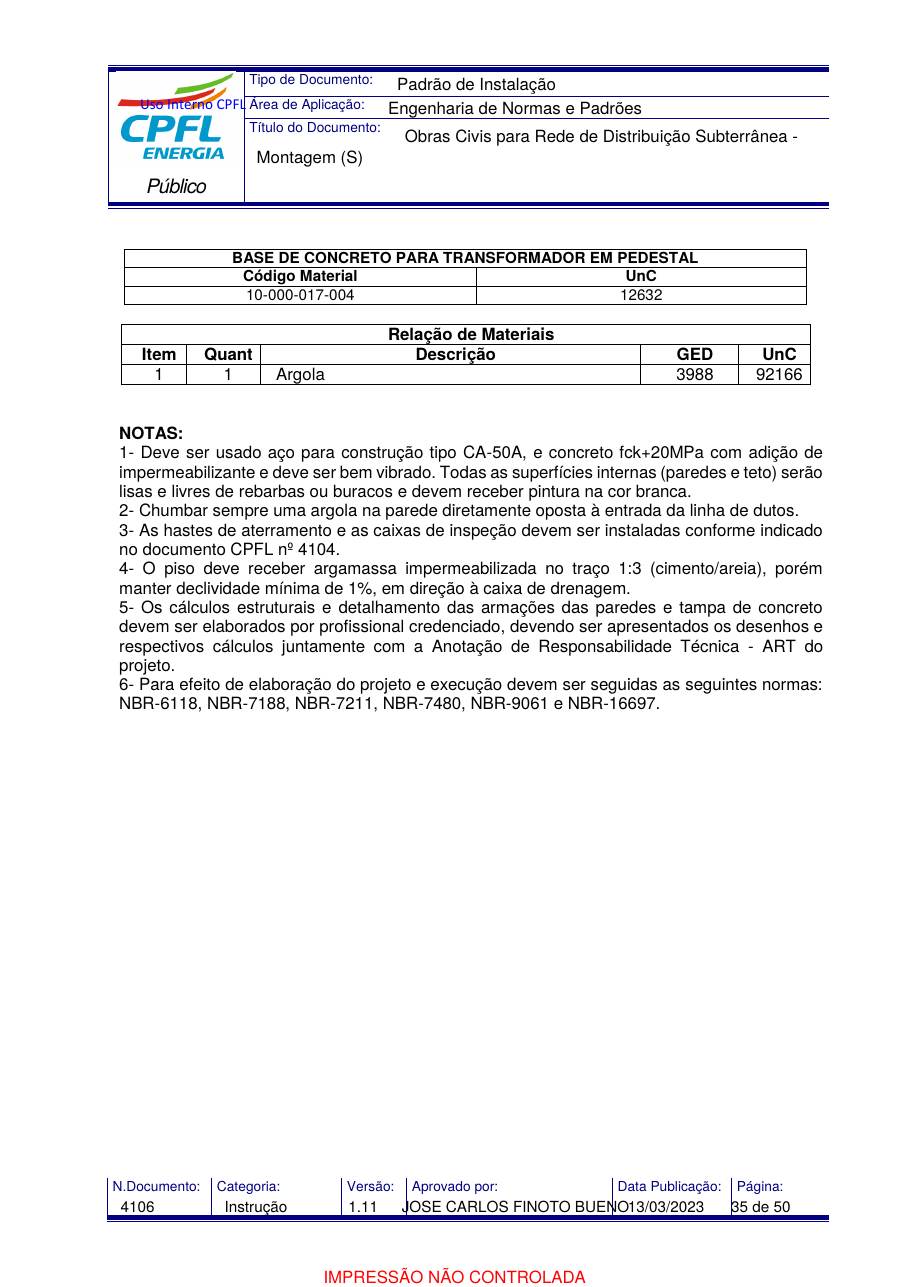 Tipo de Documento: Padrão de Instalação
Uso Interno CPFL
Área de Aplicação: Engenharia de Normas e Padrões
Título do Documento: Obras Civis para Rede de Distribuição Subterrânea -
Montagem (S)
CPFL
ENERGIA
Público
BASE DE CONCRETO PARA TRANSFORMADOR EM PEDESTAL
Código Material UnC
10-000-017-004 12632
Relação de Materiais
Item Quant Descrição GED UnC
1 1 Argola 3988 92166
NOTAS:
1- Deve ser usado aço para construção tipo CA-50A, e concreto fck+20MPa com adição de
impermeabilizante e deve ser bem vibrado. Todas as superfícies internas (paredes e teto) serão
lisas e livres de rebarbas ou buracos e devem receber pintura na cor branca.
2- Chumbar sempre uma argola na parede diretamente oposta à entrada da linha de dutos.
3- As hastes de aterramento e as caixas de inspeção devem ser instaladas conforme indicado
no documento CPFL nº 4104.
4- O piso deve receber argamassa impermeabilizada no traço 1:3 (cimento/areia), porém
manter declividade mínima de 1%, em direção à caixa de drenagem.
5- Os cálculos estruturais e detalhamento das armações das paredes e tampa de concreto
devem ser elaborados por profissional credenciado, devendo ser apresentados os desenhos e
respectivos cálculos juntamente com a Anotação de Responsabilidade Técnica - ART do
projeto.
6- Para efeito de elaboração do projeto e execução devem ser seguidas as seguintes normas:
NBR-6118, NBR-7188, NBR-7211, NBR-7480, NBR-9061 e NBR-16697.
N.Documento: Categoria: Versão: Aprovado por: Data Publicação: Página:
4106 Instrução 1.11 JOSE CARLOS FINOTO BUENO 13/03/2023 35 de 50
IMPRESSÃO NÃO CONTROLADA